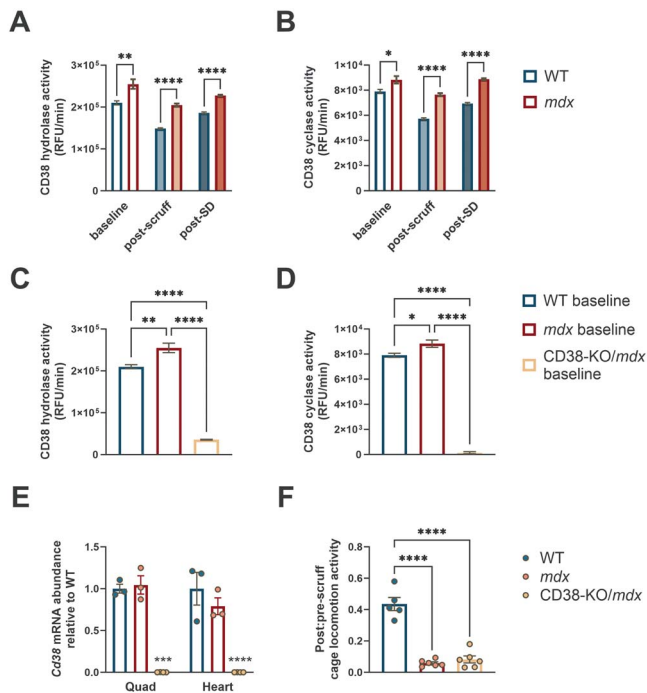 A
CD38 hydrolase activity
(RFU/min)
3*10⁵
2*10⁵
1*10⁵
0
**
****
****
baseline
post-scruff
post-SD
B
CD38 cyclase activity
(RFU/min)
1*10⁴
8*10³
6*10³
4*10³
2*10³
0
*
****
****
baseline
post-scruff
post-SD
WT
mdx
C
CD38 hydrolase activity
(RFU/min)
3*10⁵
2*10⁵
1*10⁵
0
****
**
****
D
CD38 cyclase activity
(RFU/min)
1*10⁴
8*10³
6*10³
4*10³
2*10³
0
****
*
****
WT baseline
mdx baseline
CD38-KO/mdx
baseline
E
Cd38 mRNA abundance
relative to WT
1.5
1.0
0.5
0.0
***
****
Quad
Heart
F
Post:pre-scruff
cage locomotion activity
0.8
0.6
0.4
0.2
0.0
****
****
WT
mdx
CD38-KO/mdx